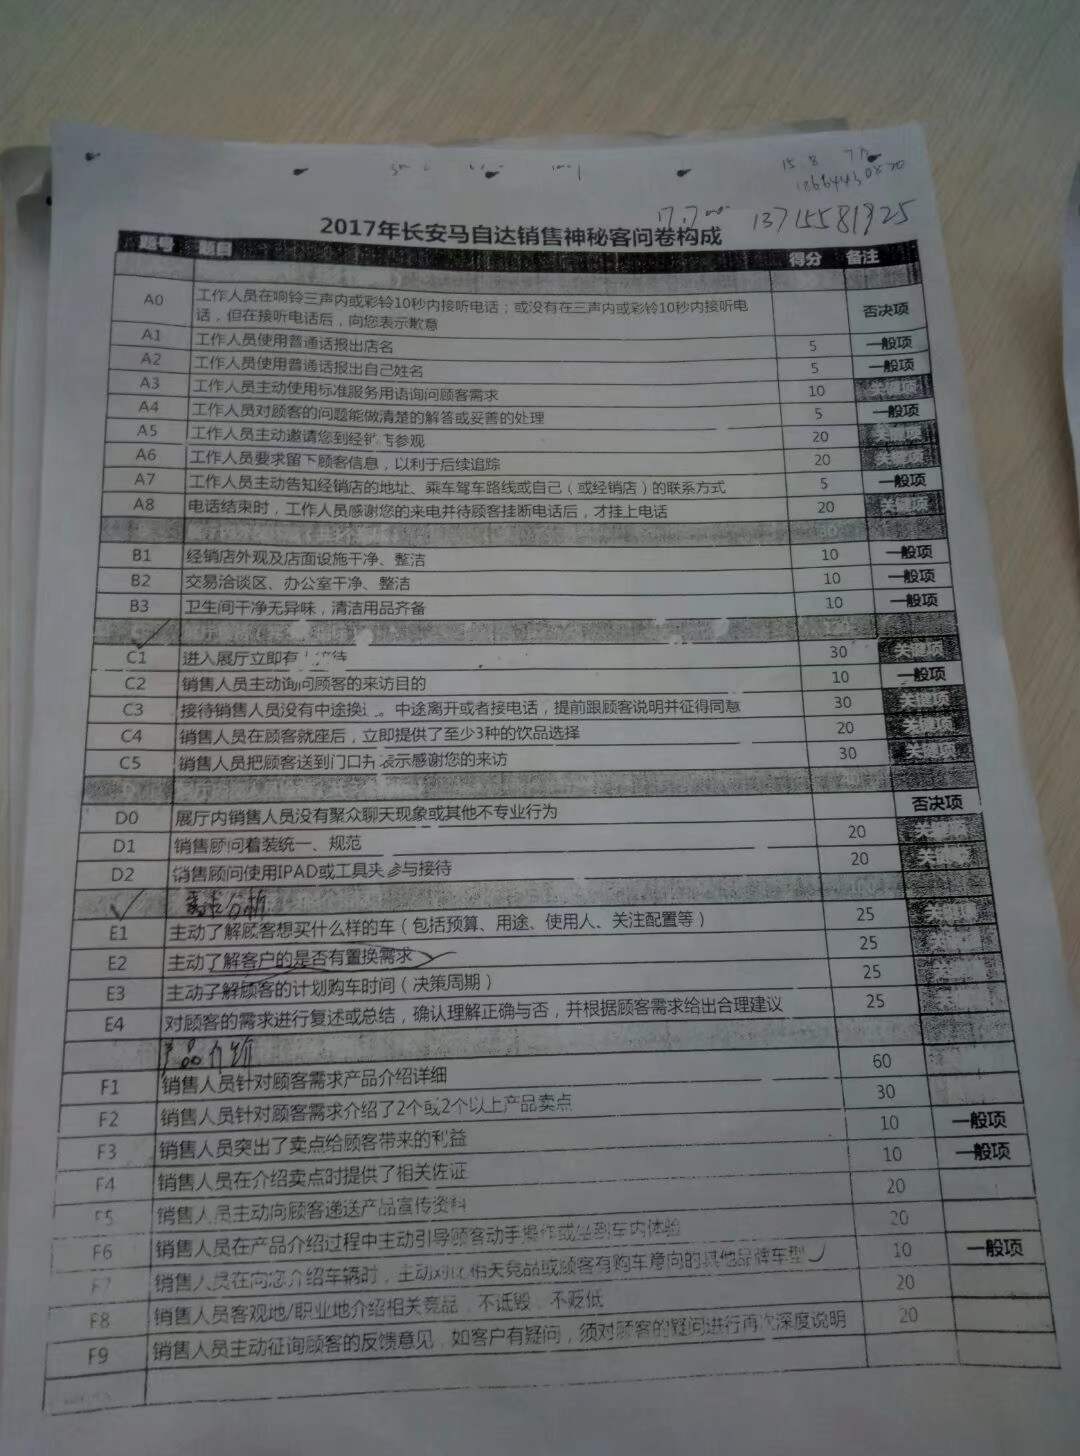 2017年长安马自达销售神秘客问卷构成
13715581925
题号 题目 得分 备注
A0 工作人员在响铃三声内或彩铃10秒内接听电话；或没有在三声内或彩铃10秒内接听电
话，但在接听电话后，向您表示歉意 否决项
A1 工作人员使用普通话报出店名 5 一般项
A2 工作人员使用普通话报出自己姓名 5 一般项
A3 工作人员主动使用标准服务用语询问顾客需求 10 关键项
A4 工作人员对顾客的问题能做清楚的解答或妥善的处理 5 一般项
A5 工作人员主动邀请您到经销店参观 20 关键项
A6 工作人员要求留下顾客信息，以利于后续追踪 20 关键项
A7 工作人员主动告知经销店的地址、乘车驾车路线或自己（或经销店）的联系方式 5 一般项
A8 电话结束时，工作人员感谢您的来电并待顾客挂断电话后，才挂上电话 20 关键项
B1 经销店外观及店面设施干净、整洁 10 一般项
B2 交易洽谈区、办公室干净、整洁 10 一般项
B3 卫生间干净无异味，清洁用品齐备 10 一般项
C1 进入展厅立即有 接待 30 关键项
C2 销售人员主动询问顾客的来访目的 10 一般项
C3 接待销售人员没有中途换 。中途离开或者接电话，提前跟顾客说明并征得同意 30 关键项
C4 销售人员在顾客就座后，立即提供了至少3种的饮品选择 20 关键项
C5 销售人员把顾客送到门口并表示感谢您的来访 30 关键项
D0 展厅内销售人员没有聚众聊天现象或其他不专业行为 否决项
D1 销售顾问着装统一、规范 20 关键项
D2 销售顾问使用IPAD或工具夹参与接待 20 关键项
分析
E1 主动了解顾客想买什么样的车（包括预算、用途、使用人、关注配置等） 25 关键项
E2 主动了解客户的是否有置换需求 25
E3 主动了解顾客的计划购车时间（决策周期） 25
E4 对顾客的需求进行复述或总结，确认理解正确与否，并根据顾客需求给出合理建议 25
产品介绍
F1 销售人员针对顾客需求产品介绍详细 60
F2 销售人员针对顾客需求介绍了2个或2个以上产品卖点 30
F3 销售人员突出了卖点给顾客带来的利益 10 一般项
F4 销售人员在介绍卖点时提供了相关佐证 10 一般项
F5 销售人员主动向顾客递送产品宣传资料 20
F6 销售人员在产品介绍过程中主动引导顾客动手操作或坐到车内体验 20
F7 销售人员在向您介绍车辆时，主动对比相关竞品或顾客有购车意向的其他品牌车型 10 一般项
F8 销售人员客观地/职业地介绍相关竞品，不诋毁，不贬低 20
F9 销售人员主动征询顾客的反馈意见，如客户有疑问，须对顾客的疑问进行再次深度说明 20